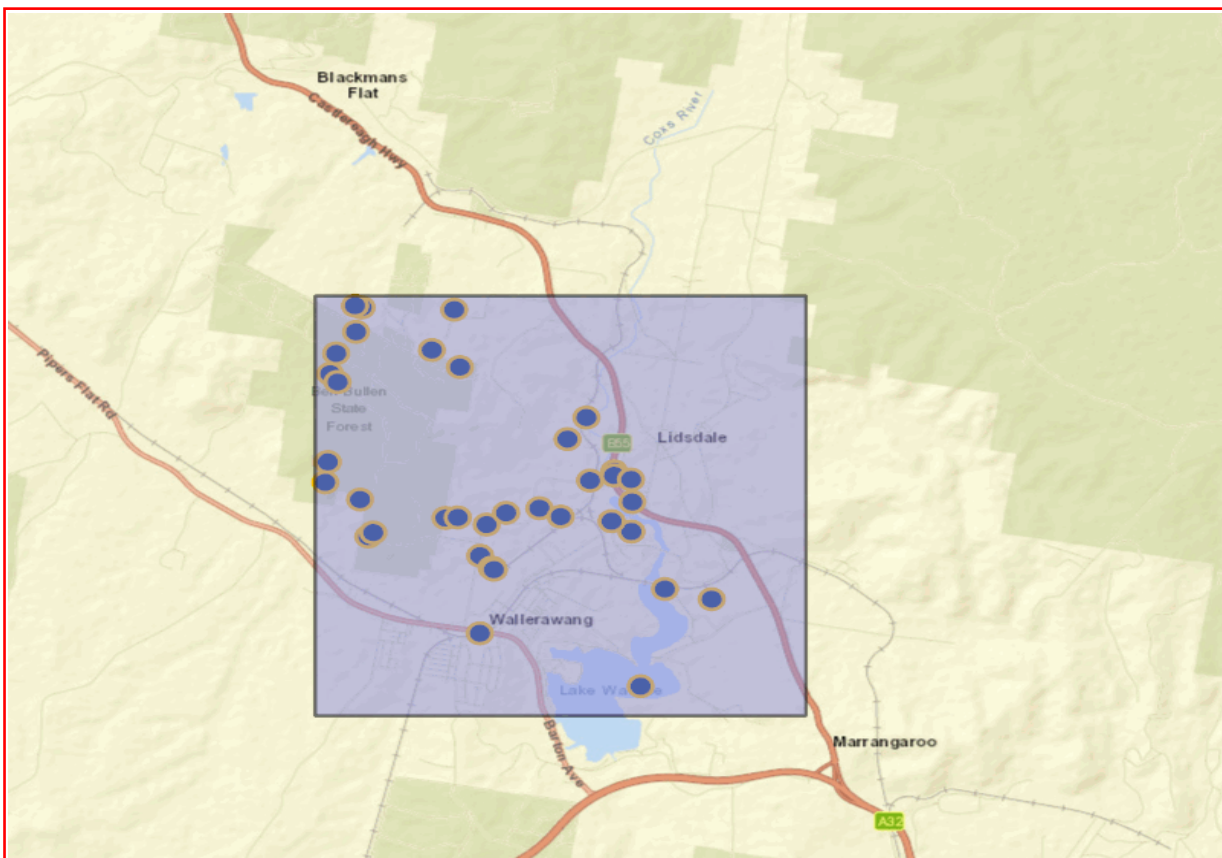 Blackmans
Flat
Castlereagh Hwy
Coxs River
Pipers Flat Rd
Ben Bullen
State
Forest
B55
Lidsdale
Wallerawang
Lake Wallace
Barton Ave
Marrangaroo
A32